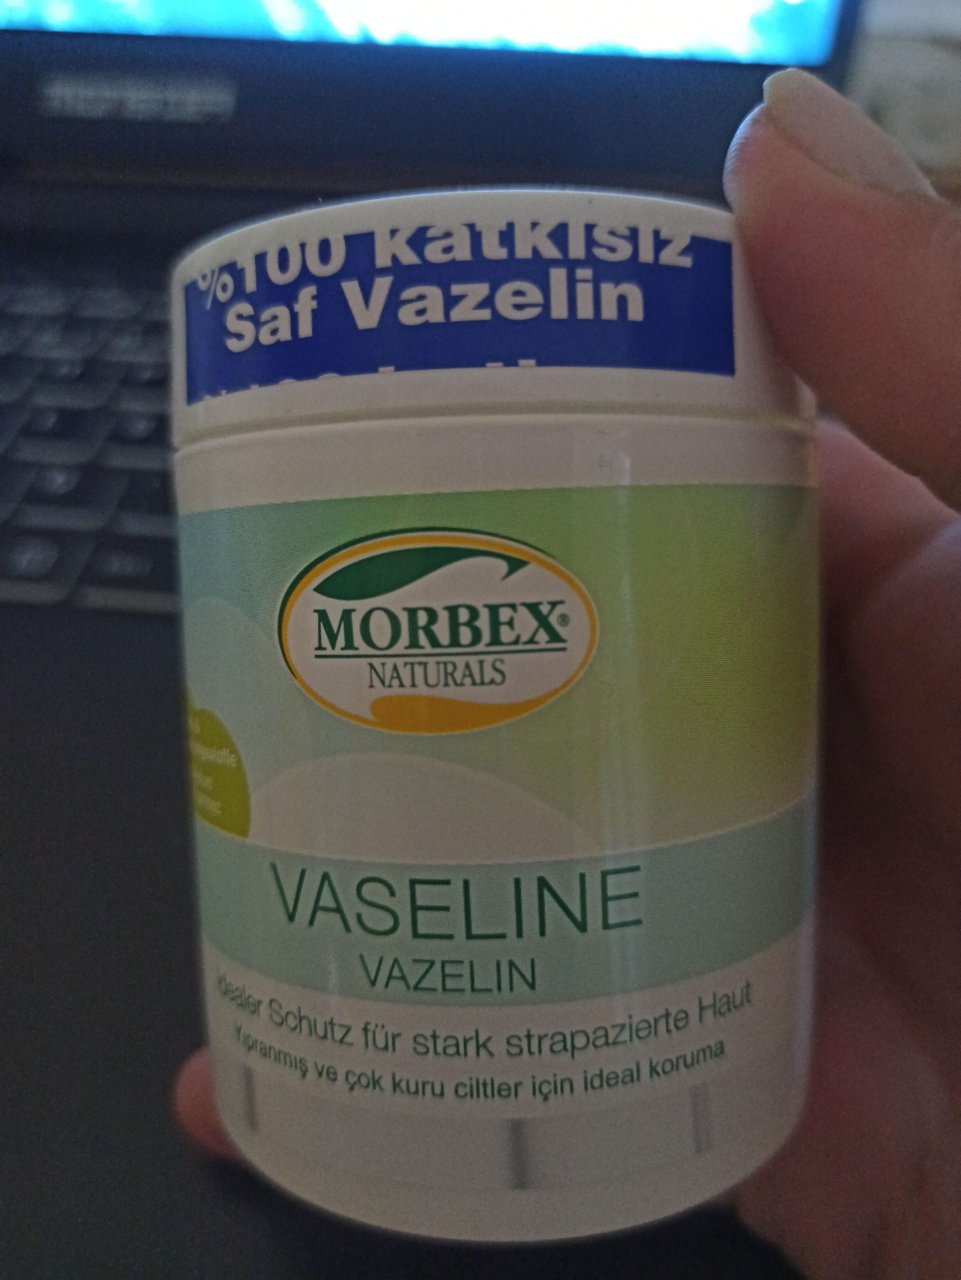 %100 Katkısız
Saf Vazelin
MORBEX®
NATURALS
VASELINE
VAZELIN
idealer Schutz für stark strapazierte Haut
Yıpranmış ve çok kuru ciltler için ideal koruma